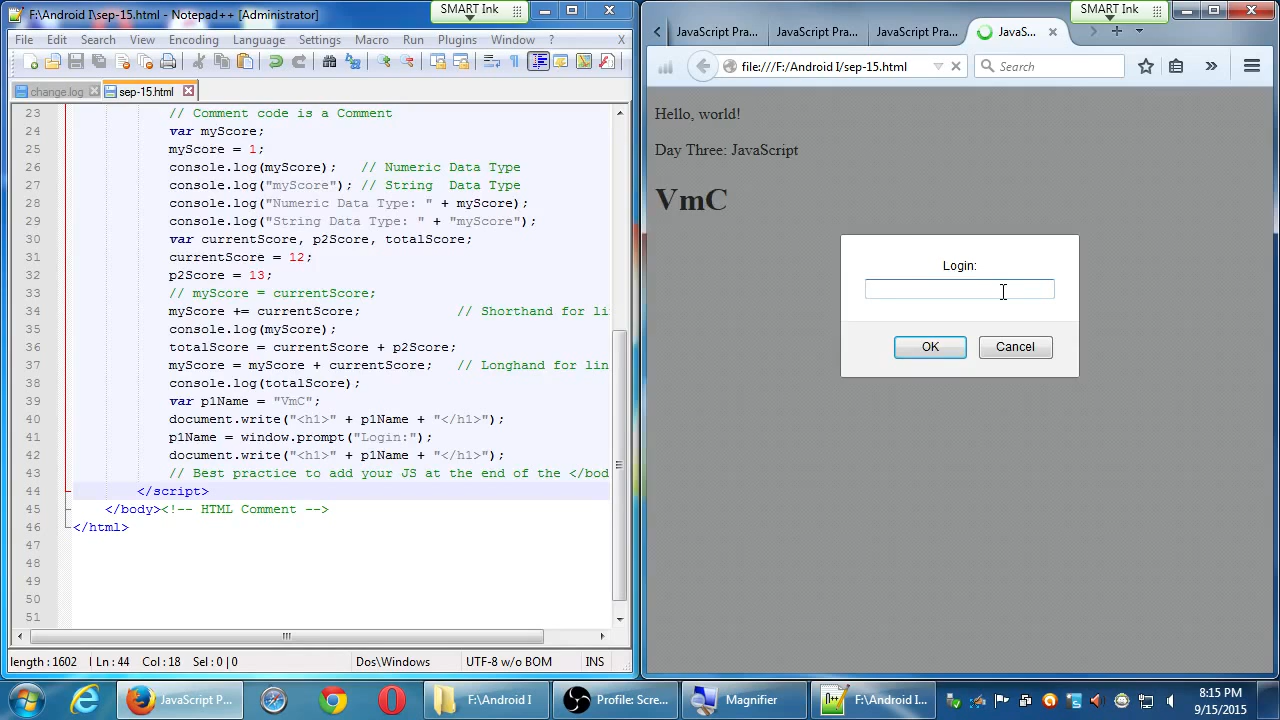 F:\Android I\sep-15.html - Notepad++ [Administrator]
SMART Ink
File Edit Search View Encoding Language Settings Macro Run Plugins Window ? X
change.log sep-15.html
23 // Comment code is a Comment
24 var myScore;
25 myScore = 1;
26 console.log(myScore); // Numeric Data Type
27 console.log("myScore"); // String Data Type
28 console.log("Numeric Data Type: " + myScore);
29 console.log("String Data Type: " + "myScore");
30 var currentScore, p2Score, totalScore;
31 currentScore = 12;
32 p2Score = 13;
33 // myScore = currentScore;
34 myScore += currentScore; // Shorthand for li
35 console.log(myScore);
36 totalScore = currentScore + p2Score;
37 myScore = myScore + currentScore; // Longhand for lin
38 console.log(totalScore);
39 var p1Name = "VmC";
40 document.write("<h1>" + p1Name + "</h1>");
41 p1Name = window.prompt("Login:");
42 document.write("<h1>" + p1Name + "</h1>");
43 // Best practice to add your JS at the end of the </bod
44 </script>
45 </body><!-- HTML Comment -->
46 </html>
47
48
49
50
51
length : 1602 Ln : 44 Col : 18 Sel : 0 | 0 Dos\Windows UTF-8 w/o BOM INS
SMART Ink
JavaScript Pra... JavaScript Pra... JavaScript Pra... JavaS...
file:///F:/Android I/sep-15.html Search
Hello, world!
Day Three: JavaScript
VmC
Login:
OK Cancel
JavaScript P... F:\Android I Profile: Scre... Magnifier F:\Android I...
8:15 PM
9/15/2015